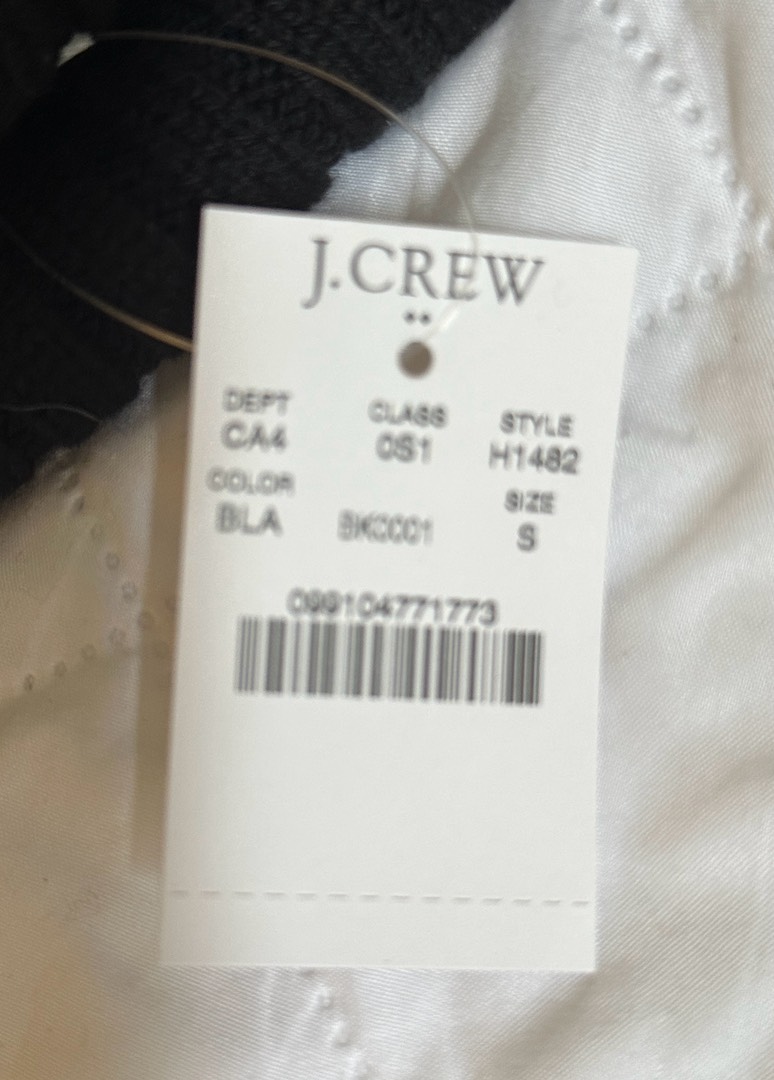 J.CREW
DEPT CLASS STYLE
CA4 0S1 H1482
COLOR SIZE
BLA BK0001 S
099104771773